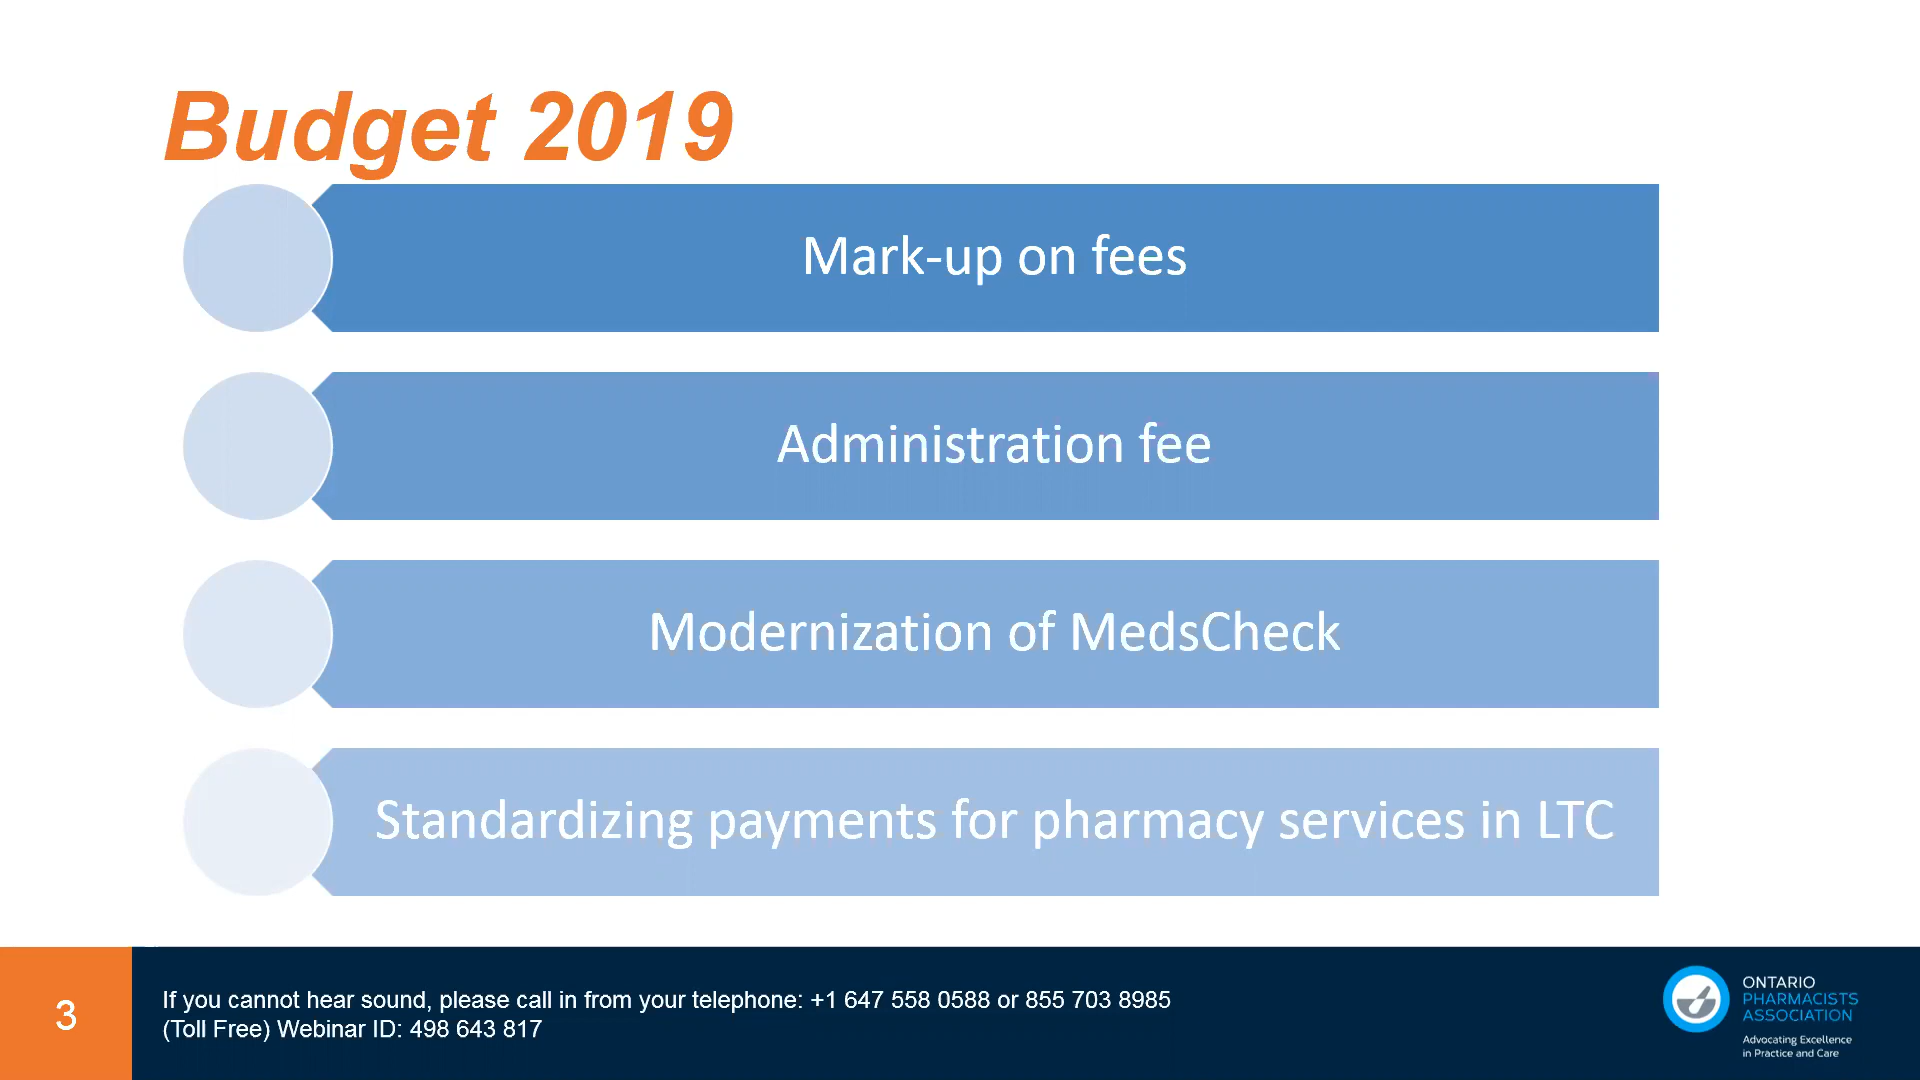 Budget 2019
Mark-up on fees
Administration fee
Modernization of MedsCheck
Standardizing payments for pharmacy services in LTC
3
If you cannot hear sound, please call in from your telephone: +1 647 558 0588 or 855 703 8985
(Toll Free) Webinar ID: 498 643 817
ONTARIO
PHARMACISTS
ASSOCIATION
Advocating Excellence
in Practice and Care